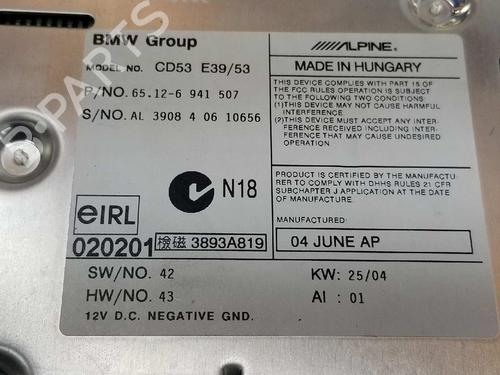 BMW Group
ALPINE
MODEL NO. CD53 E39/53
MADE IN HUNGARY
P/NO. 65.12-6 941 507
S/NO. AL 3908 4 06 10656
THIS DEVICE COMPLIES WITH PART 15 OF
THE FCC RULES OPERATION IS SUBJECT
TO THE FOLLOWING TWO CONDITIONS:
(1)THIS DEVICE MAY NOT CAUSE HARMFUL
INTERFERENCE.
(2)THIS DEVICE MUST ACCEPT ANY INTER-
FERENCE RECEIVED INCLUDING INTER-
FERENCE THAT MAY CAUSE UNDESIRED
OPERATION.
N18
PRODUCT IS CERTIFIED BY THE MANUFACTU-
RER TO COMPLY WITH DHHS RULES 21 CFR
SUBCHAPTER J APPLICATION AT THE DATE
OF MANUFACTURE.
MANUFACTURED:
04 JUNE AP
eIRL
020201
檢磁 3893A819
SW/NO. 42
HW/NO. 43
12V D.C. NEGATIVE GND.
KW: 25/04
AI : 01